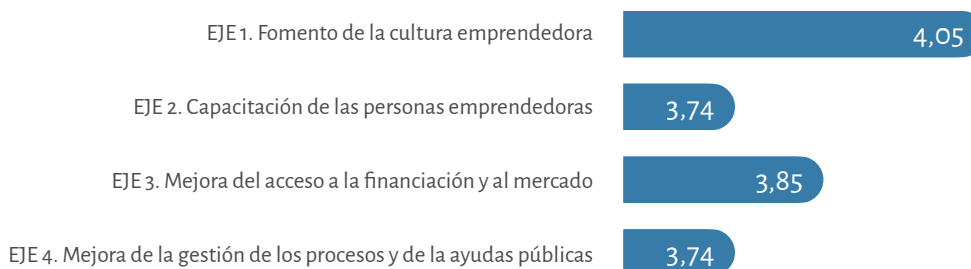 EJE 1. Fomento de la cultura emprendedora 4,05
EJE 2. Capacitación de las personas emprendedoras 3,74
EJE 3. Mejora del acceso a la financiación y al mercado 3,85
EJE 4. Mejora de la gestión de los procesos y de la ayudas públicas 3,74